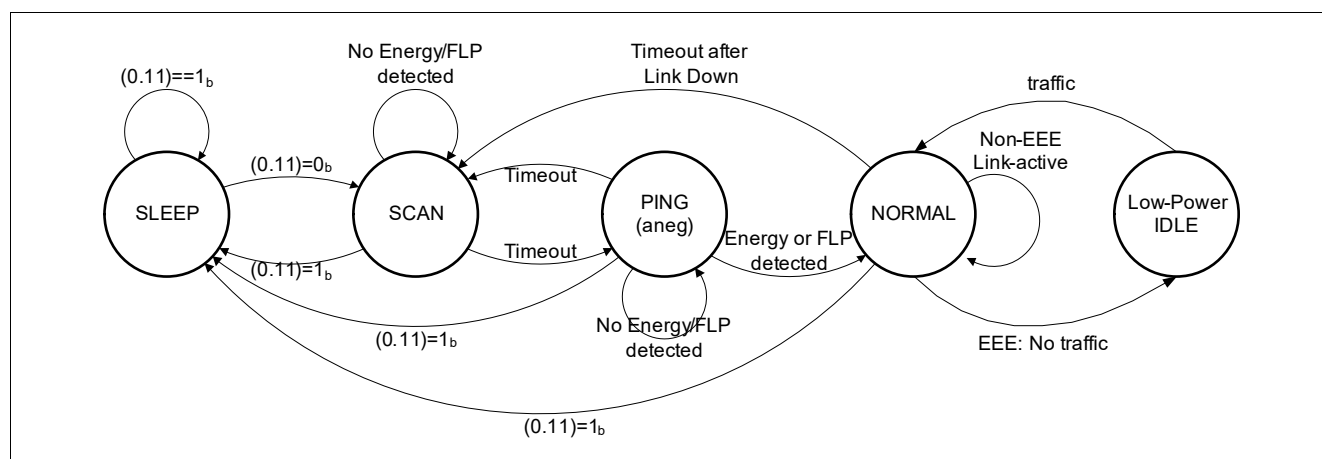 No Energy/FLP
detected
Timeout after
Link Down
(0.11)==1b
traffic
Non-EEE
Link-active
(0.11)=0b
Timeout
SLEEP
SCAN
PING
(aneg)
NORMAL
Low-Power
IDLE
Energy or FLP
detected
Timeout
(0.11)=1b
No Energy/FLP
detected
(0.11)=1b
EEE: No traffic
(0.11)=1b